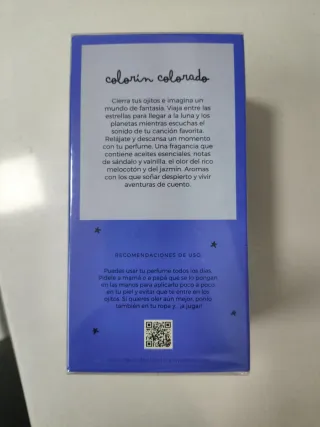 colorín colorado
Cierra tus ojitos e imagina un
mundo de fantasía. Viaja entre las
estrellas para llegar a la luna y los
planetas mientras escuchas el
sonido de tu canción favorita.
Relájate y descansa un momento
con tu perfume. Una fragancia que
contiene aceites esenciales, notas
de sándalo y vainilla, el olor del rico
melocotón y del jazmín. Aromas
con los que soñar despierto y vivir
aventuras de cuento.
RECOMENDACIONES DE USO
Puedes usar tu perfume todos los días.
Pídele a mamá o a papá que se lo pongan
en las manos para aplicarlo poco a poco
en tu piel y evitar que te entre en los
ojitos. Si quieres oler aún mejor, ponte
también en tu ropa y... ¡a jugar!